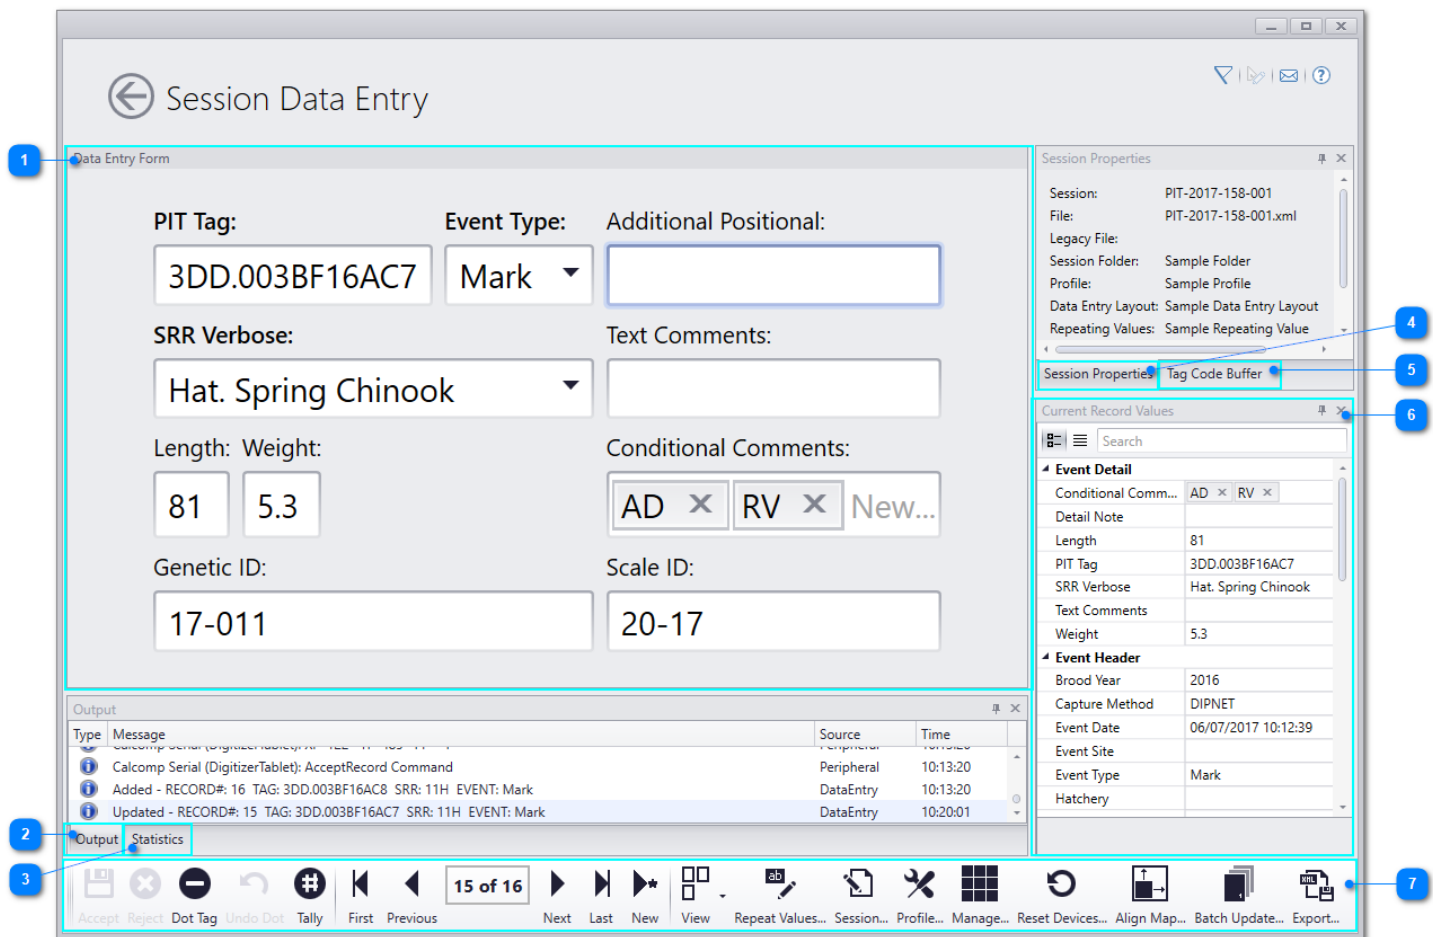 Session Data Entry
1
Data Entry Form
PIT Tag:
Event Type:
Additional Positional:
3DD.003BF16AC7
Mark
SRR Verbose:
Text Comments:
Hat. Spring Chinook
Length:
Weight:
Conditional Comments:
81
5.3
AD
RV
New...
Genetic ID:
Scale ID:
17-011
20-17
Session Properties
Session: PIT-2017-158-001
File: PIT-2017-158-001.xml
Legacy File:
Session Folder: Sample Folder
Profile: Sample Profile
Data Entry Layout: Sample Data Entry Layout
Repeating Values: Sample Repeating Value
4
Session Properties
Tag Code Buffer
5
Current Record Values
6
Search
Event Detail
Conditional Comm... AD RV
Detail Note
Length 81
PIT Tag 3DD.003BF16AC7
SRR Verbose Hat. Spring Chinook
Text Comments
Weight 5.3
Event Header
Brood Year 2016
Capture Method DIPNET
Event Date 06/07/2017 10:12:39
Event Site
Event Type Mark
Hatchery
Output
Type Message Source Time
Calcomp Serial (DigitizerTablet): AcceptRecord Command Peripheral 10:13:20
Added - RECORD#: 16 TAG: 3DD.003BF16AC8 SRR: 11H EVENT: Mark DataEntry 10:13:20
Updated - RECORD#: 15 TAG: 3DD.003BF16AC7 SRR: 11H EVENT: Mark DataEntry 10:20:01
2
Output
Statistics
3
15 of 16
ab
XML
7
Accept Reject Dot Tag Undo Dot Tally First Previous Next Last New View Repeat Values... Session... Profile... Manage... Reset Devices... Align Map... Batch Update... Export...